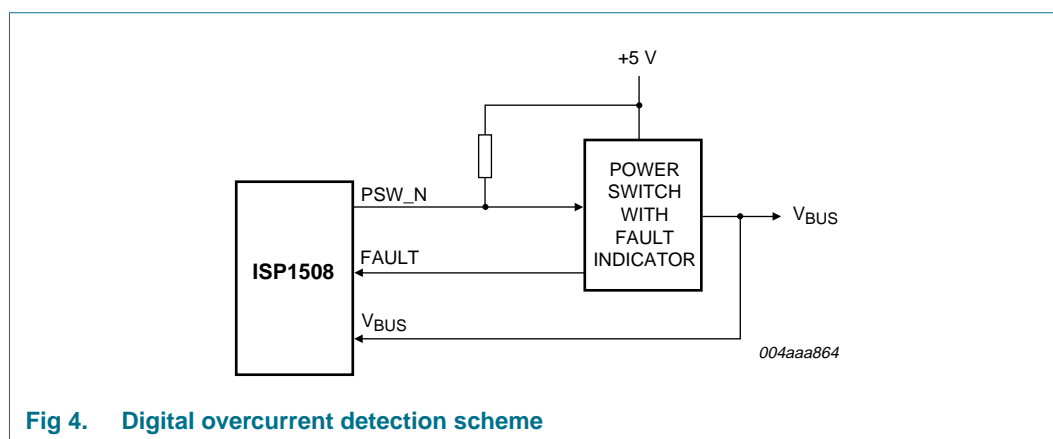 +5 V
POWER
SWITCH
WITH
FAULT
INDICATOR
PSW_N
FAULT
ISP1508
VBUS
VBUS
004aaa864
Fig 4. Digital overcurrent detection scheme